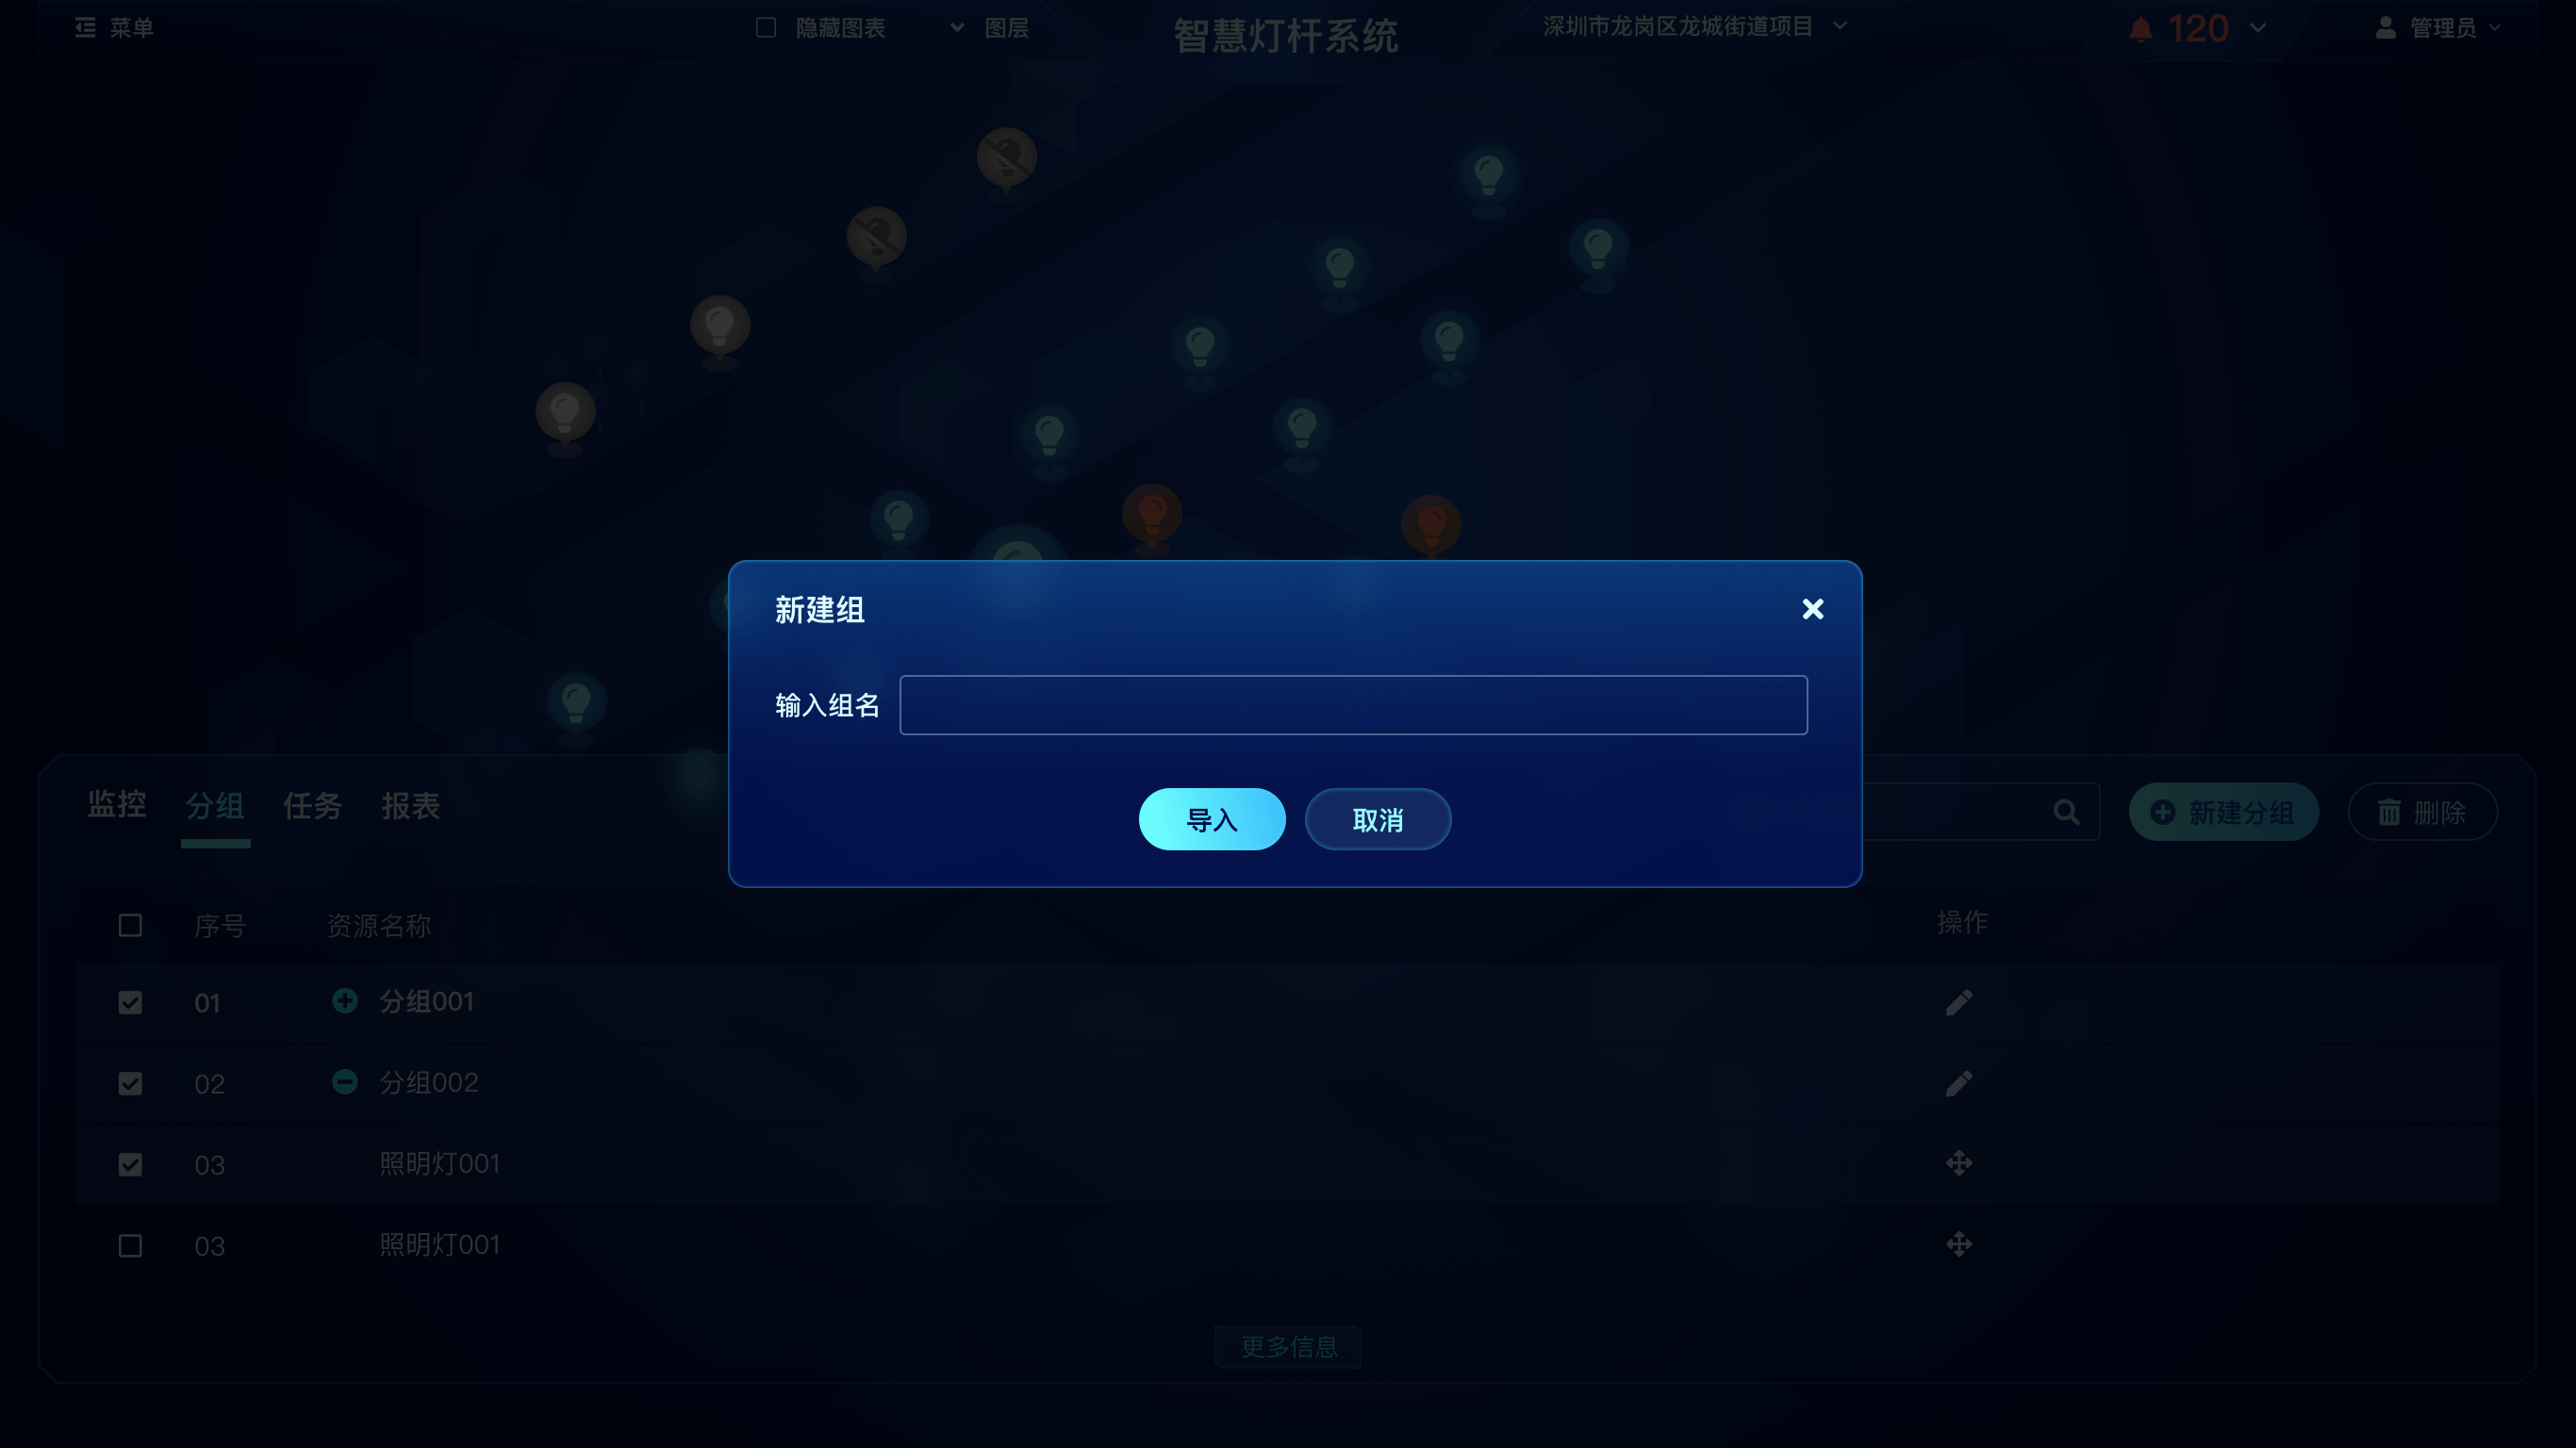 菜单
隐藏图表
图层
智慧灯杆系统
深圳市龙岗区龙城街道项目
120
管理员
新建组
输入组名
导入
取消
监控
分组
任务
报表
新建分组
删除
序号
资源名称
操作
01
分组001
02
分组002
03
照明灯001
03
照明灯001
更多信息